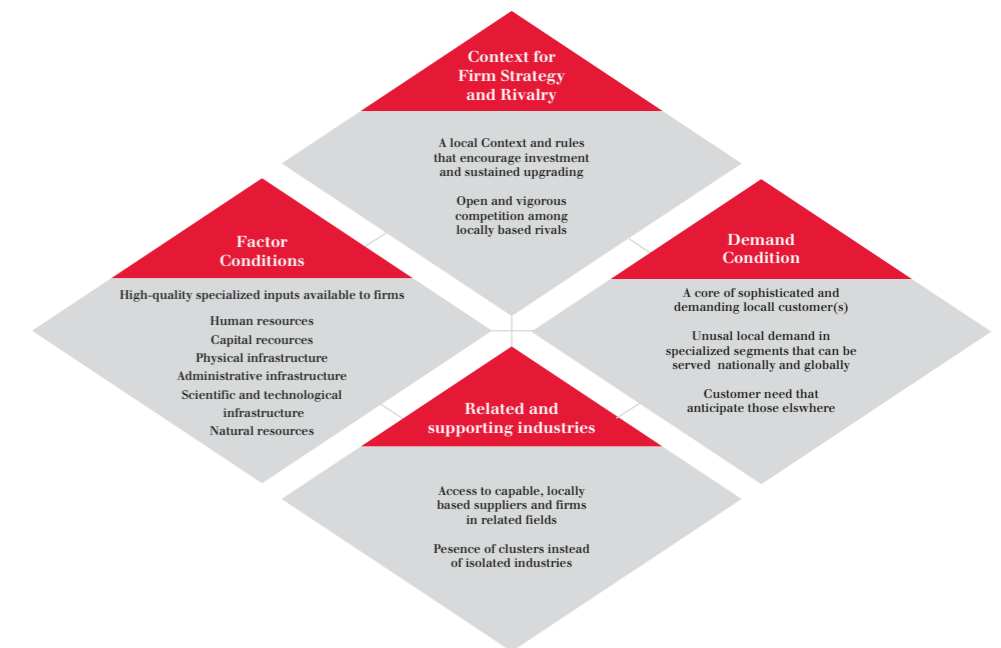 Context for
Firm Strategy
and Rivalry
A local Context and rules
that encourage investment
and sustained upgrading
Open and vigorous
competition among
locally based rivals
Factor
Conditions
High-quality specialized inputs available to firms
Human resources
Capital recources
Physical infrastructure
Administrative infrastructure
Scientific and technological
infrastructure
Natural resources
Demand
Condition
A core of sophisticated and
demanding locall customer(s)
Unusal local demand in
specialized segments that can be
served nationally and globally
Customer need that
anticipate those elswhere
Related and
supporting industries
Access to capable, locally
based suppliers and firms
in related fields
Pesence of clusters instead
of isolated industries